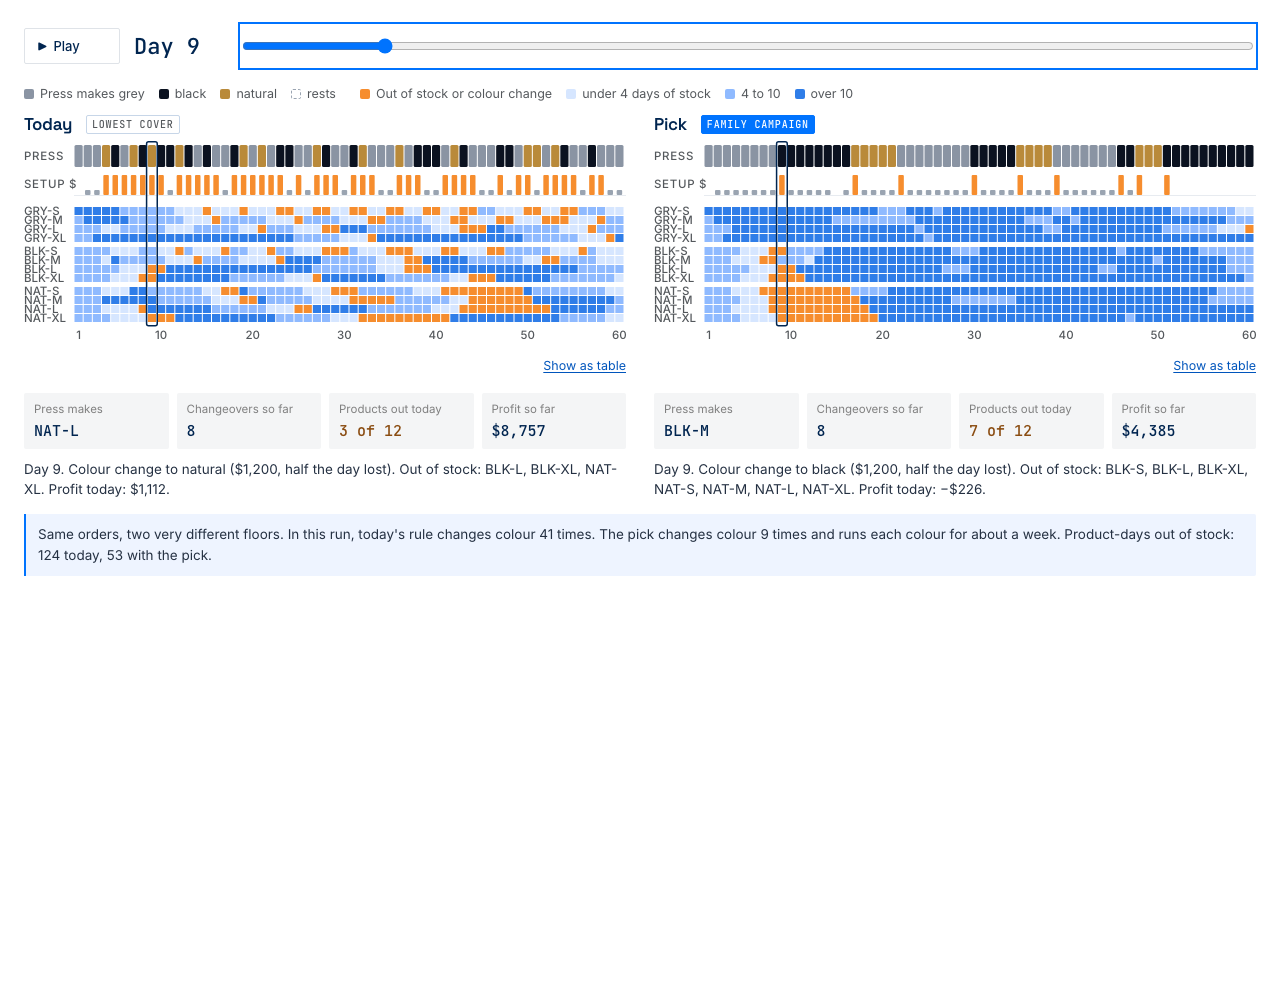 Play
Day 9
Press makes grey
black
natural
rests
Out of stock or colour change
under 4 days of stock
4 to 10
over 10
Today
LOWEST COVER
PRESS
SETUP $
GRY-S
GRY-M
GRY-L
GRY-XL
BLK-S
BLK-M
BLK-L
BLK-XL
NAT-S
NAT-M
NAT-L
NAT-XL
1 10 20 30 40 50 60
Show as table
Press makes
NAT-L
Changeovers so far
8
Products out today
3 of 12
Profit so far
$8,757
Day 9. Colour change to natural ($1,200, half the day lost). Out of stock: BLK-L, BLK-XL, NAT-
XL. Profit today: $1,112.
Pick
FAMILY CAMPAIGN
PRESS
SETUP $
GRY-S
GRY-M
GRY-L
GRY-XL
BLK-S
BLK-M
BLK-L
BLK-XL
NAT-S
NAT-M
NAT-L
NAT-XL
1 10 20 30 40 50 60
Show as table
Press makes
BLK-M
Changeovers so far
8
Products out today
7 of 12
Profit so far
$4,385
Day 9. Colour change to black ($1,200, half the day lost). Out of stock: BLK-S, BLK-L, BLK-XL,
NAT-S, NAT-M, NAT-L, NAT-XL. Profit today: −$226.
Same orders, two very different floors. In this run, today's rule changes colour 41 times. The pick changes colour 9 times and runs each colour for about a week. Product-days out of stock:
124 today, 53 with the pick.